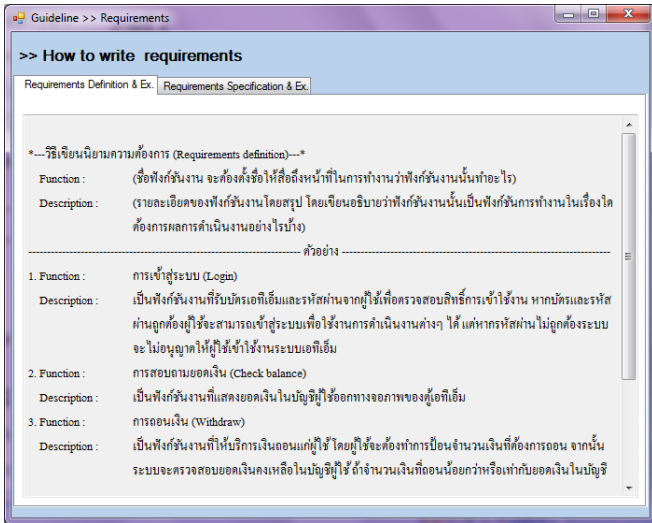 Guideline >> Requirements
>> How to write requirements
Requirements Definition & Ex. Requirements Specification & Ex.
*---วิธีเขียนนิยามความต้องการ (Requirements definition)---*
Function : (ชื่อฟังก์ชันงาน จะต้องตั้งชื่อให้สื่อถึงหน้าที่ในการทำงานว่าฟังก์ชันงานนั้นทำอะไร)
Description : (รายละเอียดของฟังก์ชันงานโดยสรุป โดยเขียนอธิบายว่าฟังก์ชันงานนั้นเป็นฟังก์ชันการทำงานในเรื่องใด
ต้องการผลการดำเนินงานอย่างไรบ้าง)
--- ตัวอย่าง ---
1. Function : การเข้าสู่ระบบ (Login)
Description : เป็นฟังก์ชันงานที่รับบัตรเอทีเอ็มและรหัสผ่านจากผู้ใช้เพื่อตรวจสอบสิทธิ์การเข้าใช้งาน หากบัตรและรหัส
ผ่านถูกต้องผู้ใช้จะสามารถเข้าสู่ระบบเพื่อใช้งานการดำเนินงานต่างๆ ได้ แต่หากรหัสผ่านไม่ถูกต้องระบบ
จะไม่อนุญาตให้ผู้ใช้เข้าใช้งานระบบเอทีเอ็ม
2. Function : การสอบถามยอดเงิน (Check balance)
Description : เป็นฟังก์ชันงานที่แสดงยอดเงินในบัญชีผู้ใช้ออกทางจอภาพของตู้เอทีเอ็ม
3. Function : การถอนเงิน (Withdraw)
Description : เป็นฟังก์ชันงานที่ให้บริการเงินถอนแก่ผู้ใช้ โดยผู้ใช้จะต้องทำการป้อนจำนวนเงินที่ต้องการถอน จากนั้น
ระบบจะตรวจสอบยอดเงินคงเหลือในบัญชีผู้ใช้ ถ้าจำนวนเงินที่ถอนน้อยกว่าหรือเท่ากับยอดเงินในบัญชี